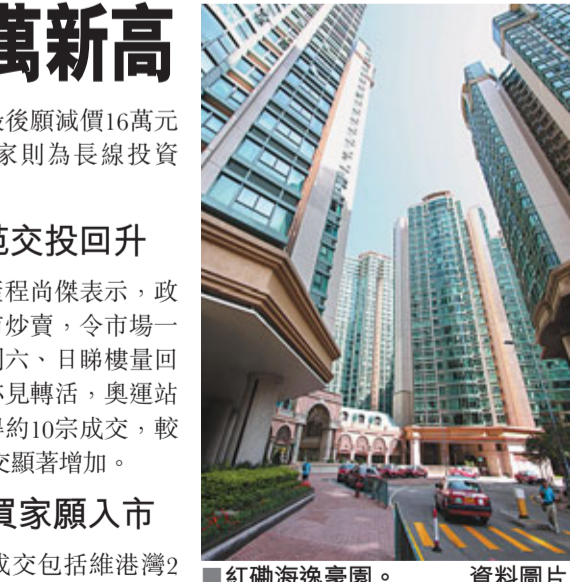 萬新高
後願減價16萬元
家則為長線投資
交投回升
程尚傑表示，政
炒賣，令市場一
六、日睇樓量回
見轉活，奧運站
約10宗成交，較
交顯著增加。
買家願入市
成交包括維港灣2
■紅磡海逸豪園。 資料圖片